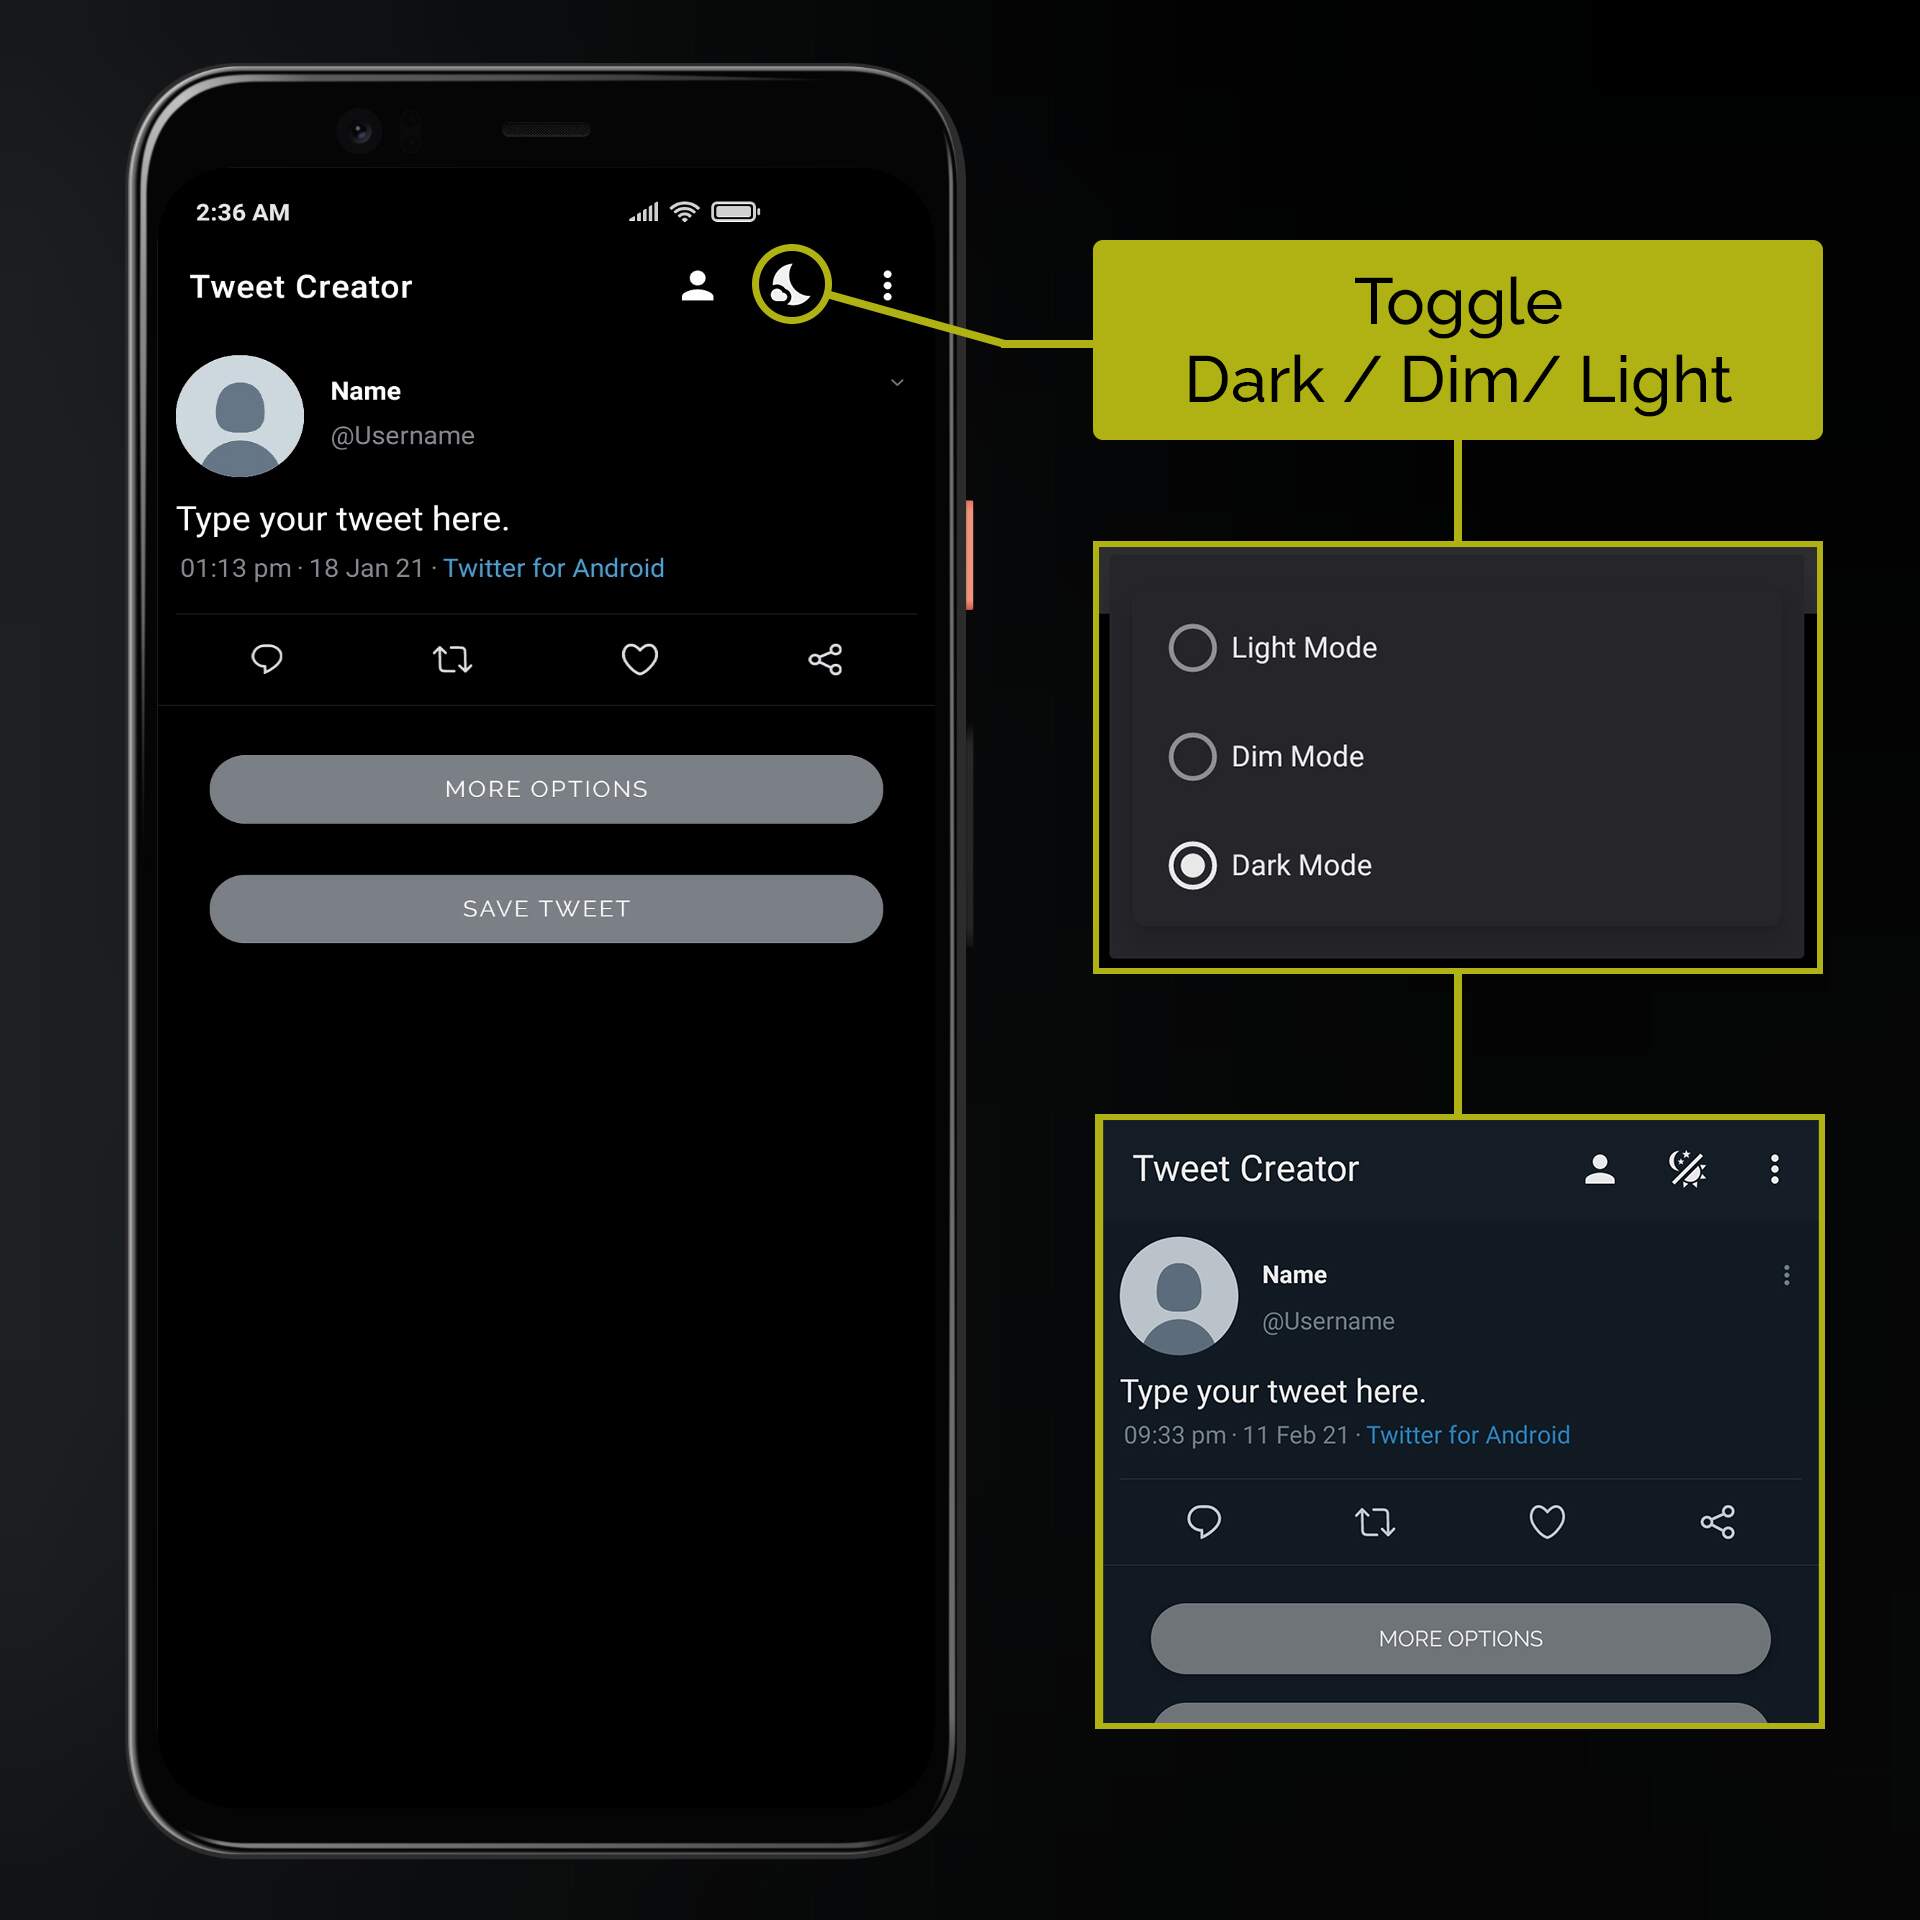 2:36 AM
Tweet Creator
Name
@Username
Type your tweet here.
01:13 pm · 18 Jan 21 · Twitter for Android
MORE OPTIONS
SAVE TWEET
Toggle
Dark / Dim/ Light
Light Mode
Dim Mode
Dark Mode
Tweet Creator
Name
@Username
Type your tweet here.
09:33 pm · 11 Feb 21 · Twitter for Android
MORE OPTIONS